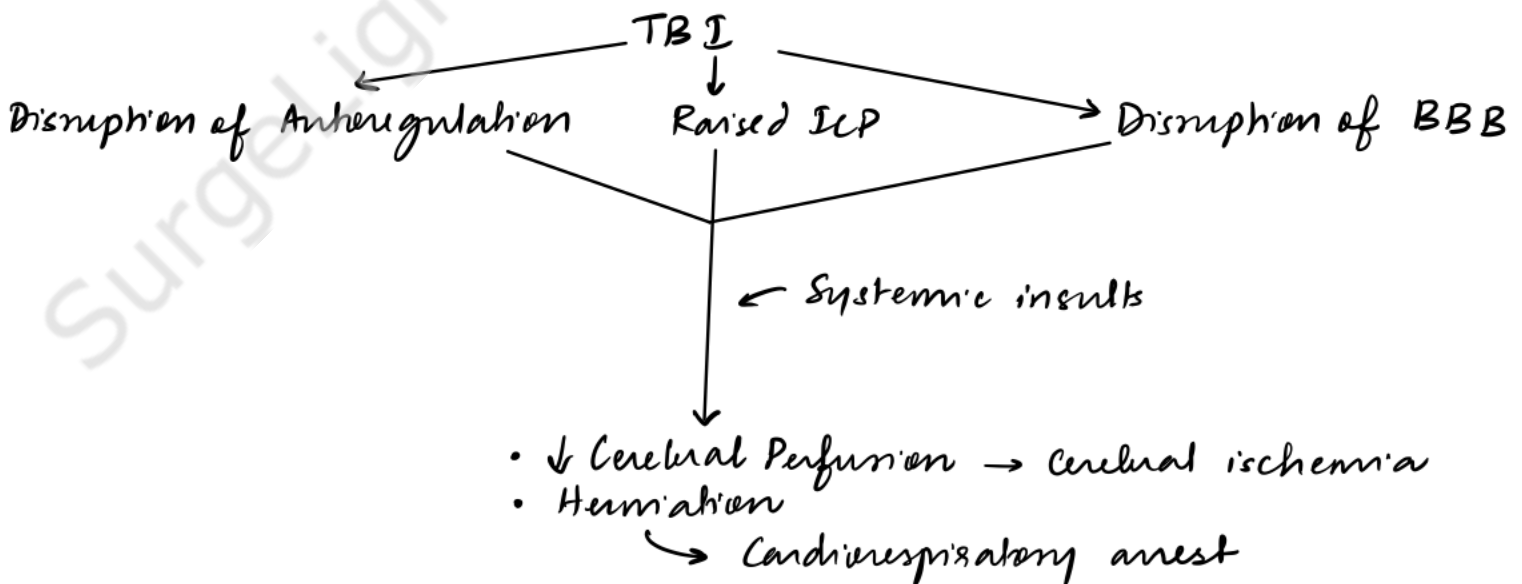 TBI
Disruption of Autoregulation Raised ICP Disruption of BBB
← Systemic insults
• ↓ Cerebral Perfusion → Cerebral ischemia
• Herniation
↳ Cardiorespiratory arrest